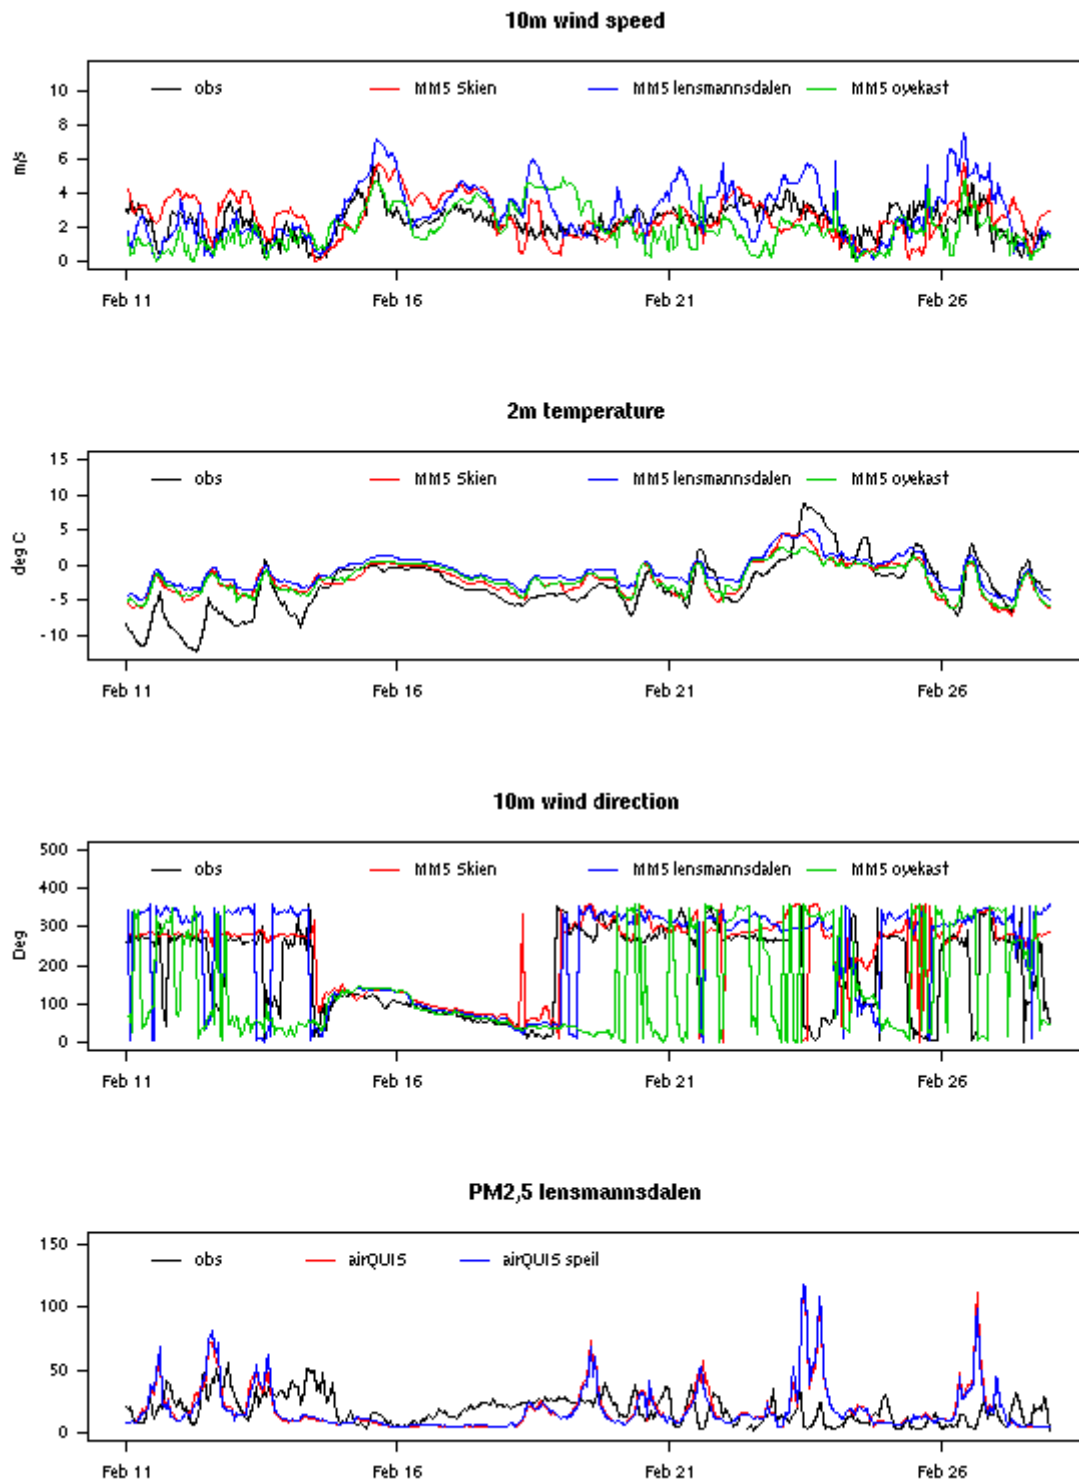 10m wind speed
obs MM5 Skien MM5 lensmannsdalen MM5 oyekast
10
8
6
4
2
0
m/s
Feb 11 Feb 16 Feb 21 Feb 26
2m temperature
obs MM5 Skien MM5 lensmannsdalen MM5 oyekast
15
10
5
0
-5
-10
deg C
Feb 11 Feb 16 Feb 21 Feb 26
10m wind direction
obs MM5 Skien MM5 lensmannsdalen MM5 oyekast
500
400
300
200
100
0
Deg
Feb 11 Feb 16 Feb 21 Feb 26
PM2,5 lensmannsdalen
obs airQUIS airQUIS speil
150
100
50
0
Feb 11 Feb 16 Feb 21 Feb 26